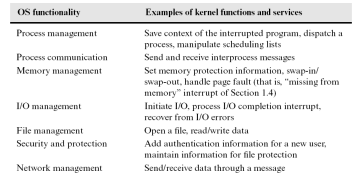 OS functionality Examples of kernel functions and services
Process management Save context of the interrupted program, dispatch a
process, manipulate scheduling lists
Process communication Send and receive interprocess messages
Memory management Set memory protection information, swap-in/
swap-out, handle page fault (that is, “missing from
memory” interrupt of Section 1.4)
I/O management Initiate I/O, process I/O completion interrupt,
recover from I/O errors
File management Open a file, read/write data
Security and protection Add authentication information for a new user,
maintain information for file protection
Network management Send/receive data through a message